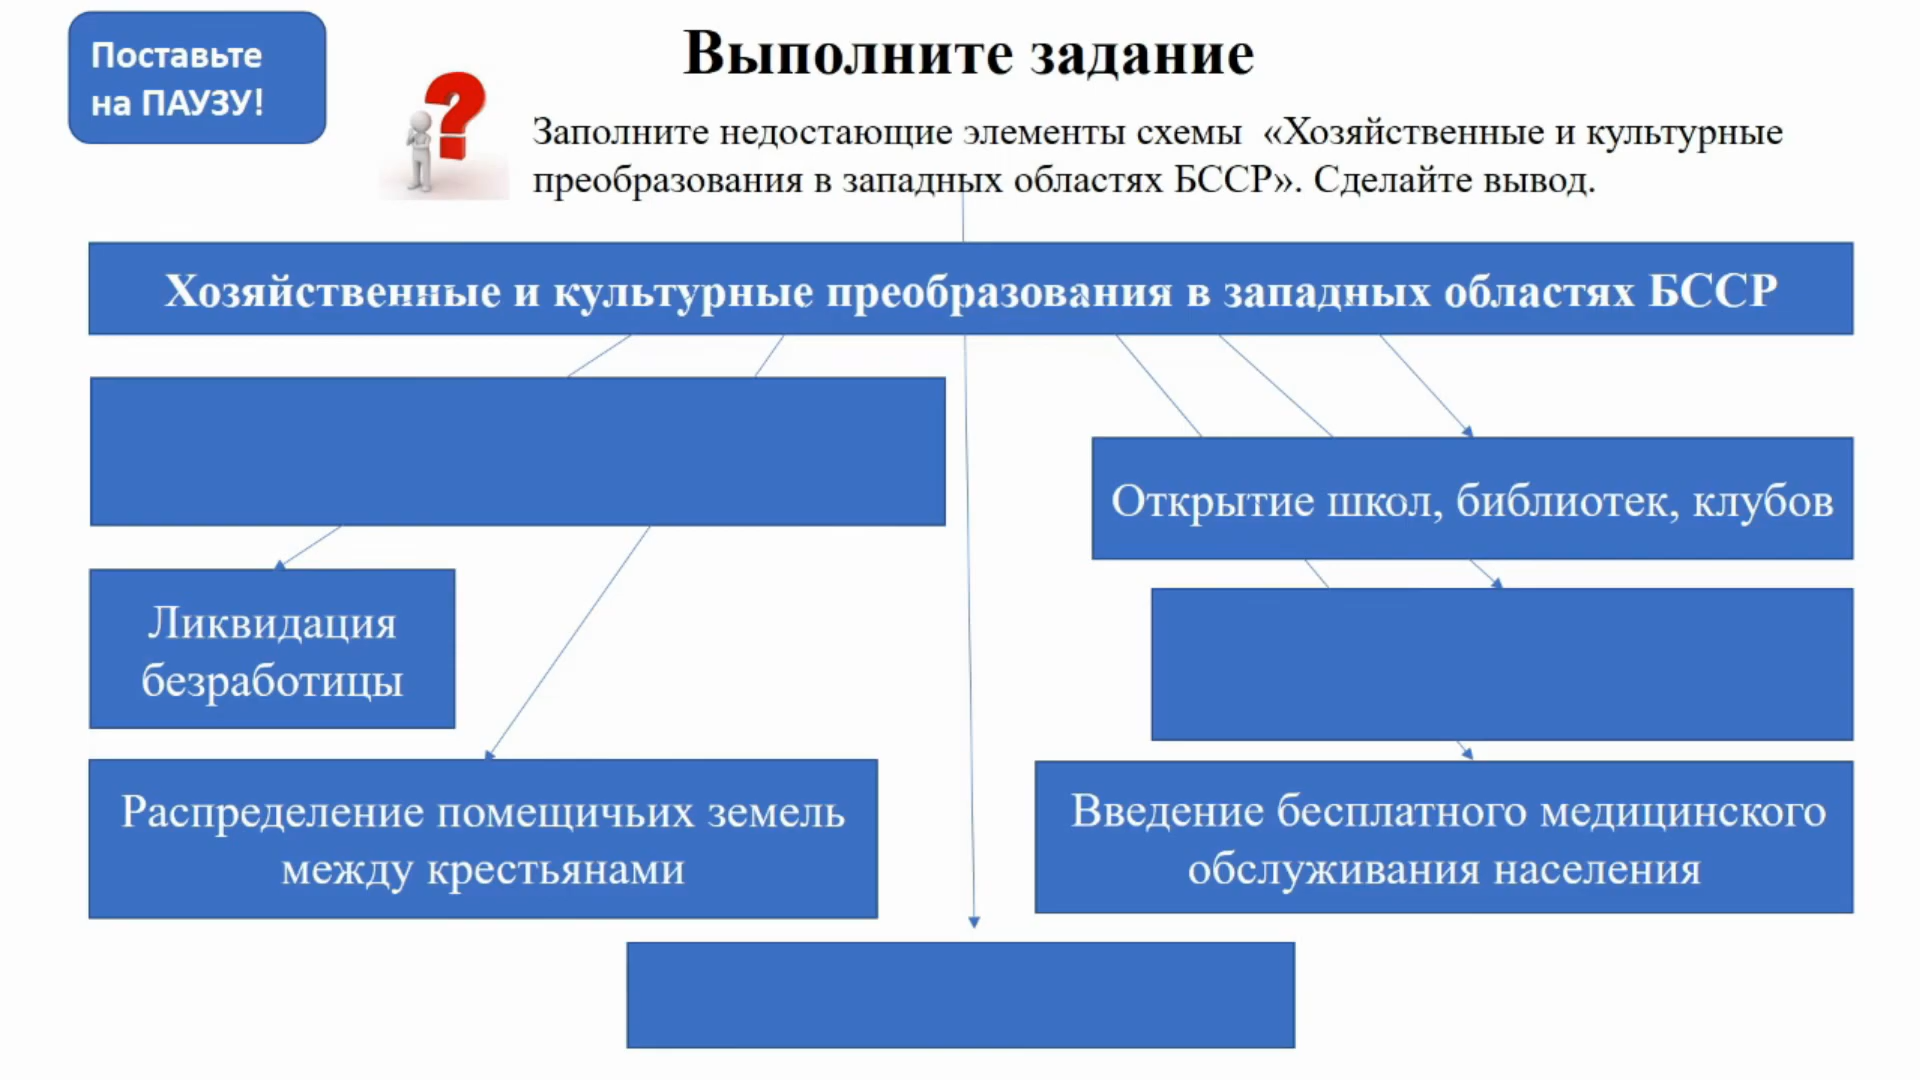 Поставьте
на ПАУЗУ!
Выполните задание
Заполните недостающие элементы схемы «Хозяйственные и культурные
преобразования в западных областях БССР». Сделайте вывод.
Хозяйственные и культурные преобразования в западных областях БССР
Открытие школ, библиотек, клубов
Ликвидация
безработицы
Распределение помещичьих земель
между крестьянами
Введение бесплатного медицинского
обслуживания населения